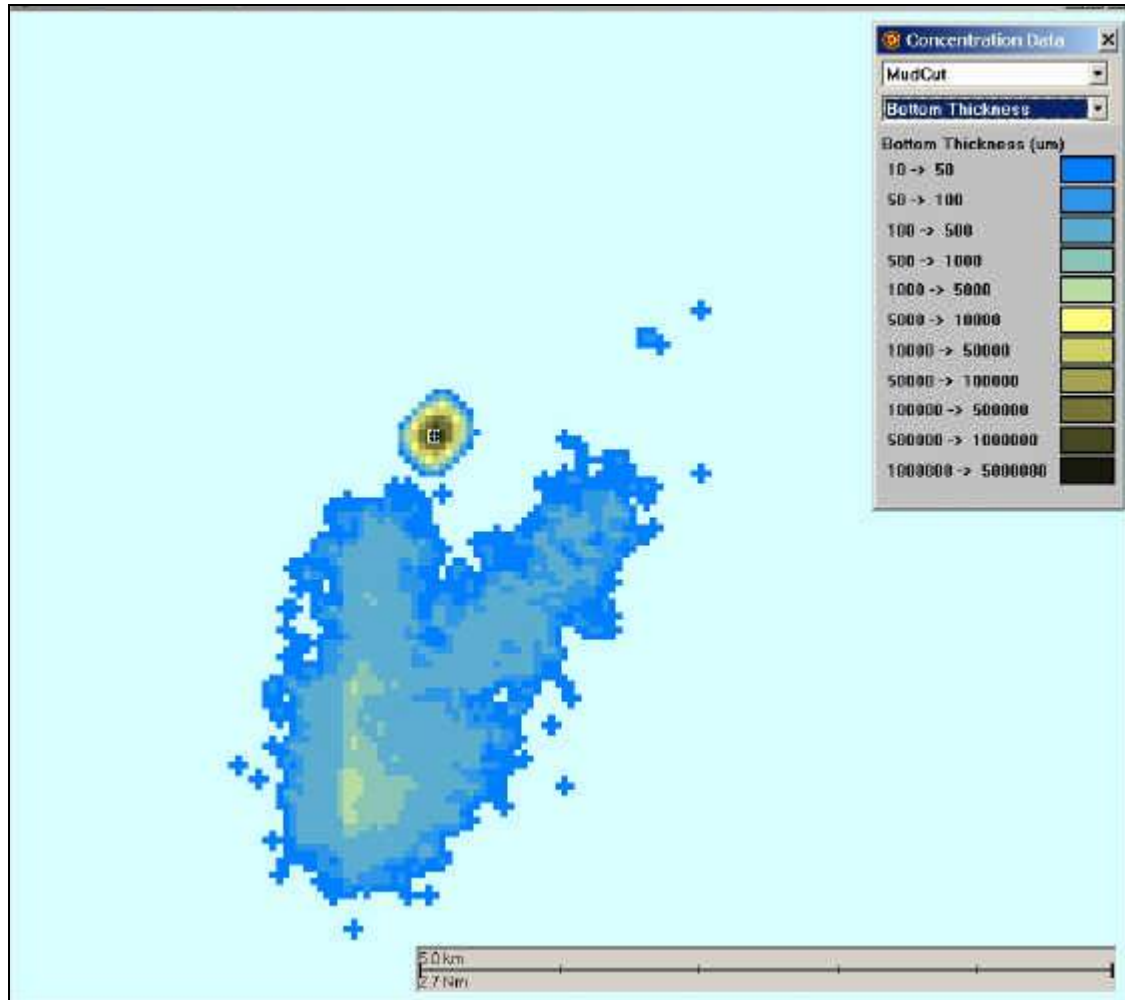 Concentration Data
MudCut
Bottom Thickness
Bottom Thickness (um)
10 -> 50
50 -> 100
100 -> 500
500 -> 1000
1000 -> 5000
5000 -> 10000
10000 -> 50000
50000 -> 100000
100000 -> 500000
500000 -> 1000000
1000000 -> 5000000
5.0 km
2.7 Nm